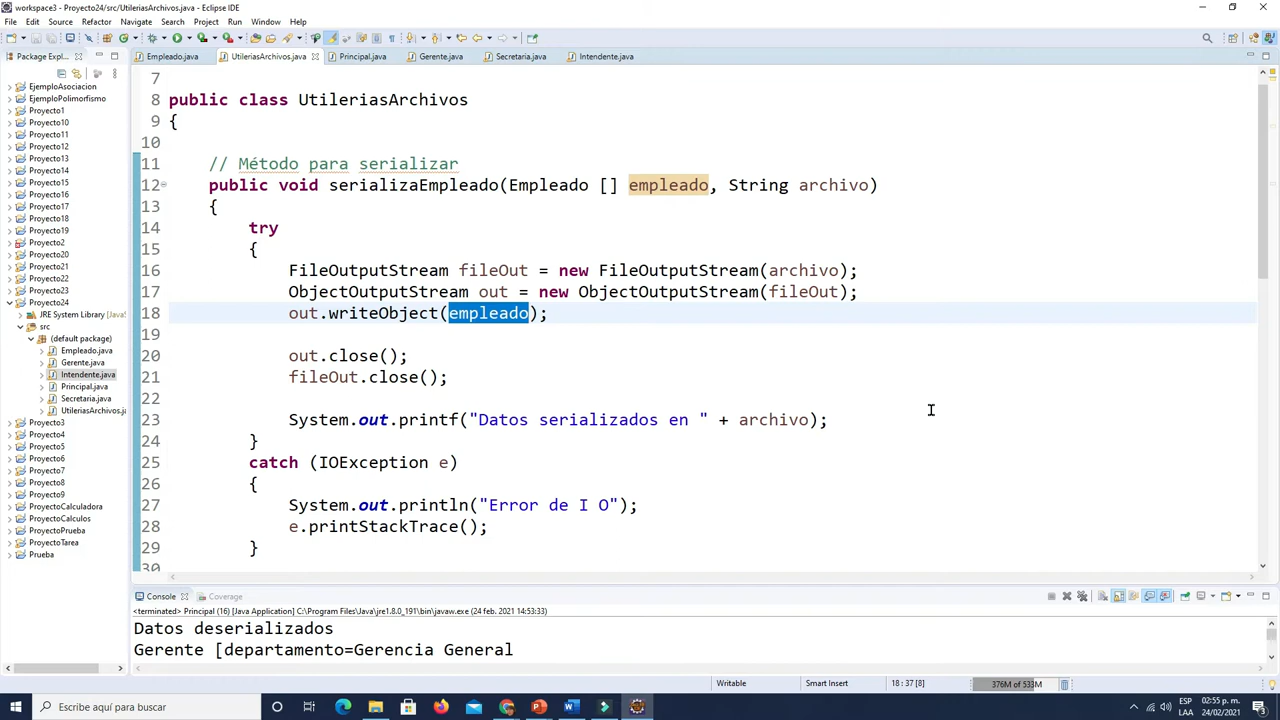 workspace3 - Proyecto24/src/UtileriasArchivos.java - Eclipse IDE
File Edit Source Refactor Navigate Search Project Run Window Help
Package Expl...
Empleado.java UtileriasArchivos.java Principal.java Gerente.java Secretaria.java Intendente.java
EjemploAsociacion
EjemploPolimorfismo
Proyecto1
Proyecto10
Proyecto11
Proyecto12
Proyecto13
Proyecto14
Proyecto15
Proyecto16
Proyecto17
Proyecto18
Proyecto19
Proyecto2
Proyecto20
Proyecto21
Proyecto22
Proyecto23
Proyecto24
JRE System Library [JavaS
src
(default package)
Empleado.java
Gerente.java
Intendente.java
Principal.java
Secretaria.java
UtileriasArchivos.ja
Proyecto3
Proyecto4
Proyecto5
Proyecto6
Proyecto7
Proyecto8
Proyecto9
ProyectoCalculadora
ProyectoCalculos
ProyectoPrueba
ProyectoTarea
Prueba
7
8 public class UtileriasArchivos
9 {
10
11 // Método para serializar
12 public void serializaEmpleado(Empleado [] empleado, String archivo)
13 {
14 try
15 {
16 FileOutputStream fileOut = new FileOutputStream(archivo);
17 ObjectOutputStream out = new ObjectOutputStream(fileOut);
18 out.writeObject(empleado);
19
20 out.close();
21 fileOut.close();
22
23 System.out.printf("Datos serializados en " + archivo);
24 }
25 catch (IOException e)
26 {
27 System.out.println("Error de I O");
28 e.printStackTrace();
29 }
30
Console Coverage
<terminated> Principal (16) [Java Application] C:\Program Files\Java\jre1.8.0_191\bin\javaw.exe (24 feb. 2021 14:53:33)
Datos deserializados
Gerente [departamento=Gerencia General
Writable Smart Insert 18 : 37 [8] 376M of 533M
Escribe aquí para buscar
ESP
LAA
02:55 p. m.
24/02/2021
3